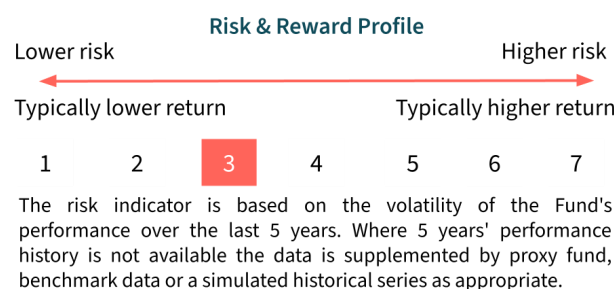 Risk & Reward Profile
Lower risk Higher risk
Typically lower return Typically higher return
1 2 3 4 5 6 7
The risk indicator is based on the volatility of the Fund's
performance over the last 5 years. Where 5 years' performance
history is not available the data is supplemented by proxy fund,
benchmark data or a simulated historical series as appropriate.